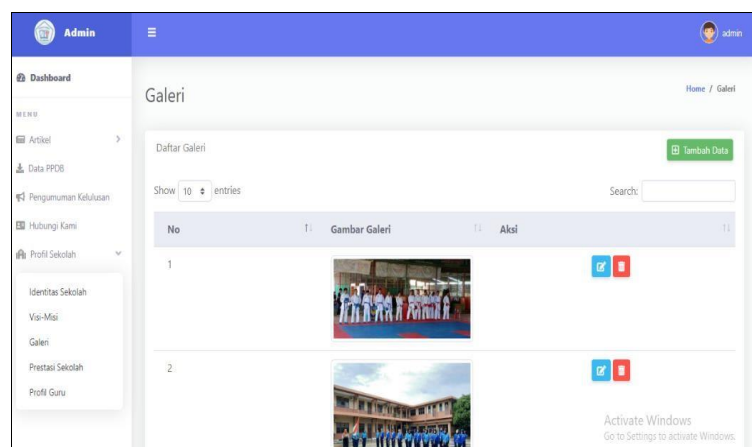 Admin
admin
Dashboard
Galeri
Home / Galeri
MENU
Artikel
Daftar Galeri
Tambah Data
Data PPDB
Show 10 entries
Search:
Pengumuman Kelulusan
Hubungi Kami
No
Gambar Galeri
Aksi
Profil Sekolah
1
Identitas Sekolah
Visi-Misi
Galeri
Prestasi Sekolah
2
Profil Guru
Activate Windows
Go to Settings to activate Windows.